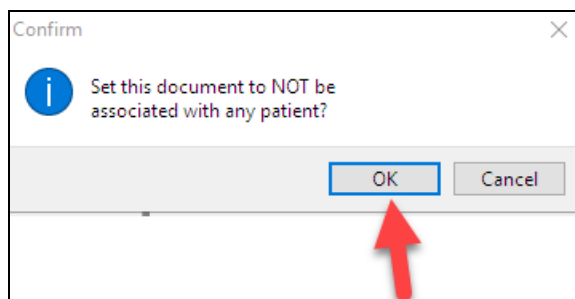 Confirm
Set this document to NOT be
associated with any patient?
OK
Cancel